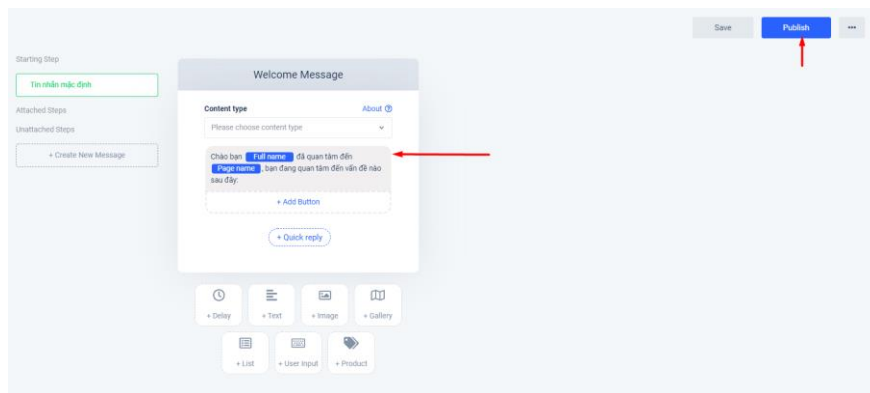 Save
Publish
Starting Step
Tin nhắn mặc định
Attached Steps
Unattached Steps
+ Create New Message
Welcome Message
Content type
About
Please choose content type
Chào bạn Full name đã quan tâm đến
Page name , bạn đang quan tâm đến vấn đề nào
sau đây:
+ Add Button
+ Quick reply
+ Delay
+ Text
+ Image
+ Gallery
+ List
+ User Input
+ Product